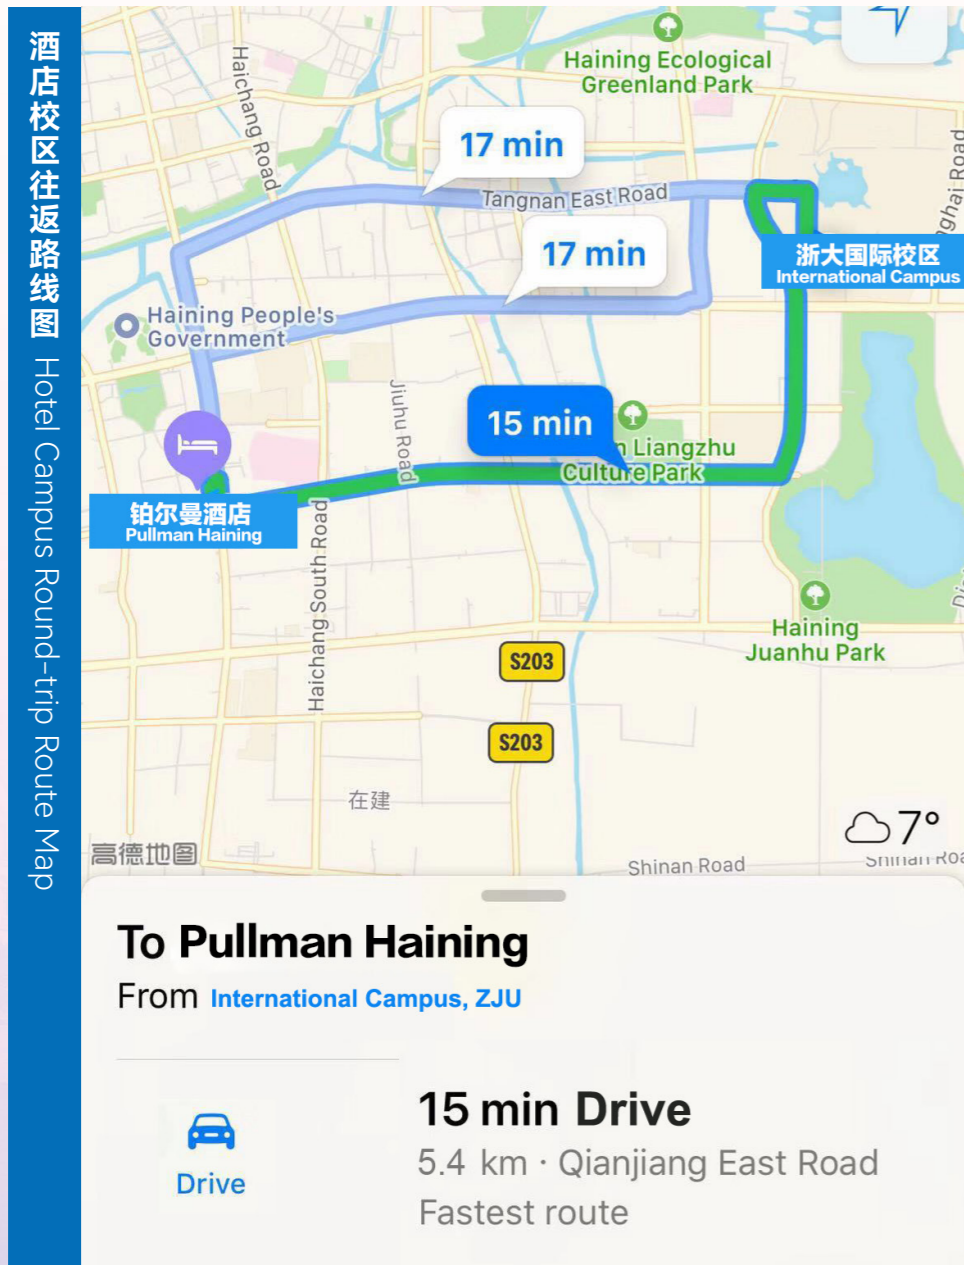 酒店校区往返路线图 Hotel Campus Round-trip Route Map
Haining Ecological
Greenland Park
Haichang Road
17 min
Tangnan East Road
17 min
浙大国际校区
International Campus
Haining People's
Government
Jiuhu Road
15 min
Liangzhu
Culture Park
铂尔曼酒店
Pullman Haining
Haichang South Road
Haining
Juanhu Park
S203
S203
在建
7°
高德地图
Shinan Road
Shinan
To Pullman Haining
From International Campus, ZJU
15 min Drive
Drive
5.4 km · Qianjiang East Road
Fastest route